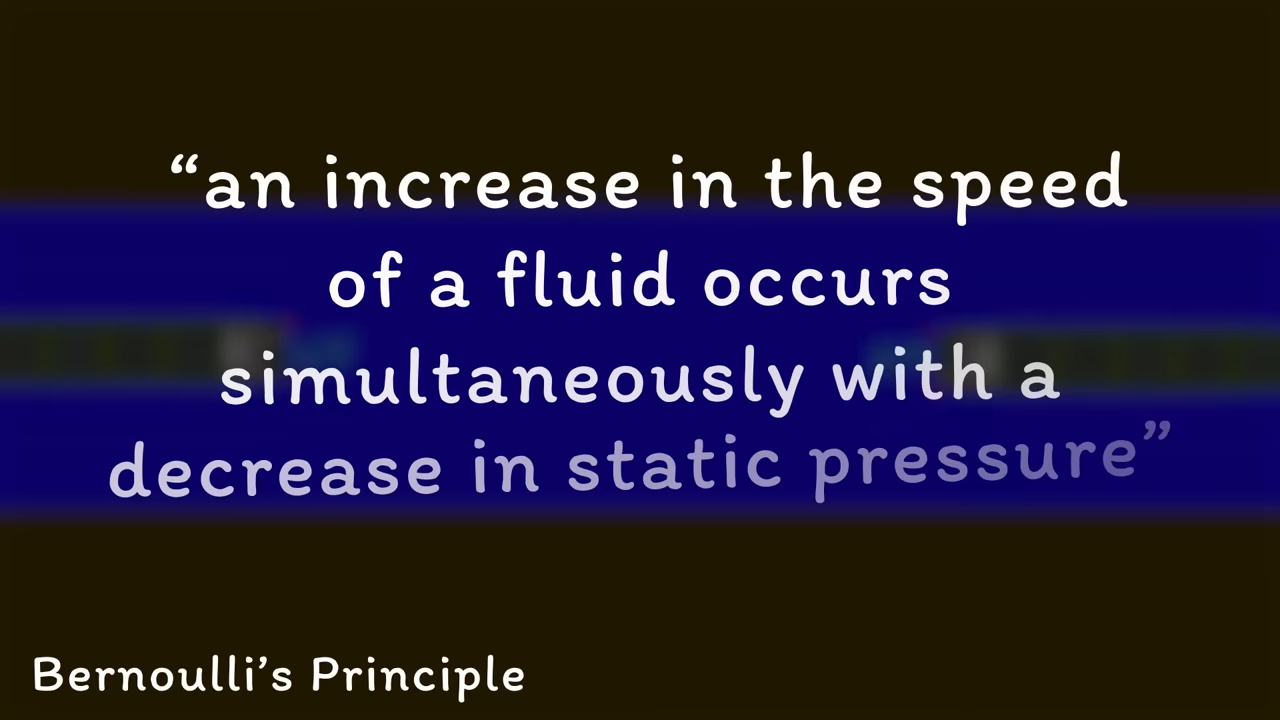 “an increase in the speed
of a fluid occurs
simultaneously with a
decrease in static pressure”
Bernoulli’s Principle